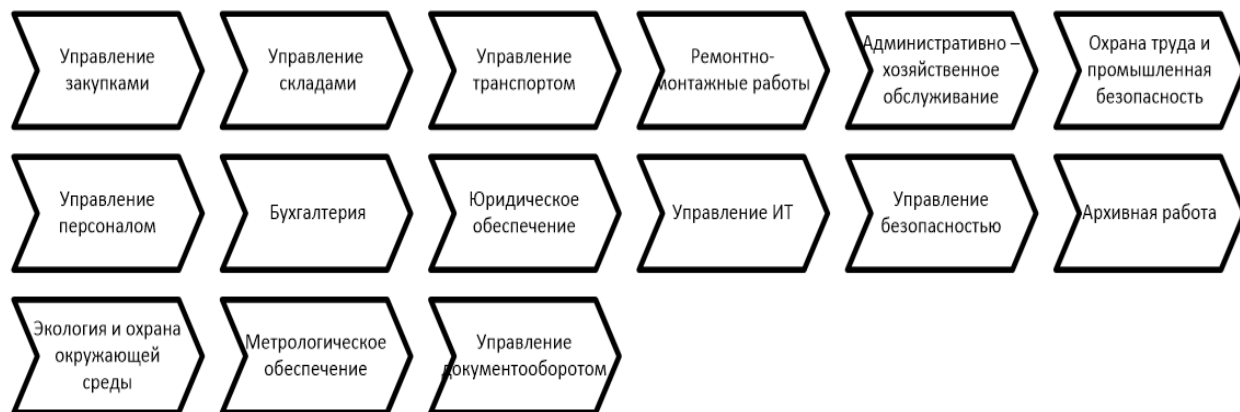 Управление
закупками
Управление
складами
Управление
транспортом
Ремонтно-
монтажные работы
Административно –
хозяйственное
обслуживание
Охрана труда и
промышленная
безопасность
Управление
персоналом
Бухгалтерия
Юридическое
обеспечение
Управление ИТ
Управление
безопасностью
Архивная работа
Экология и охрана
окружающей
среды
Метрологическое
обеспечение
Управление
документооборотом